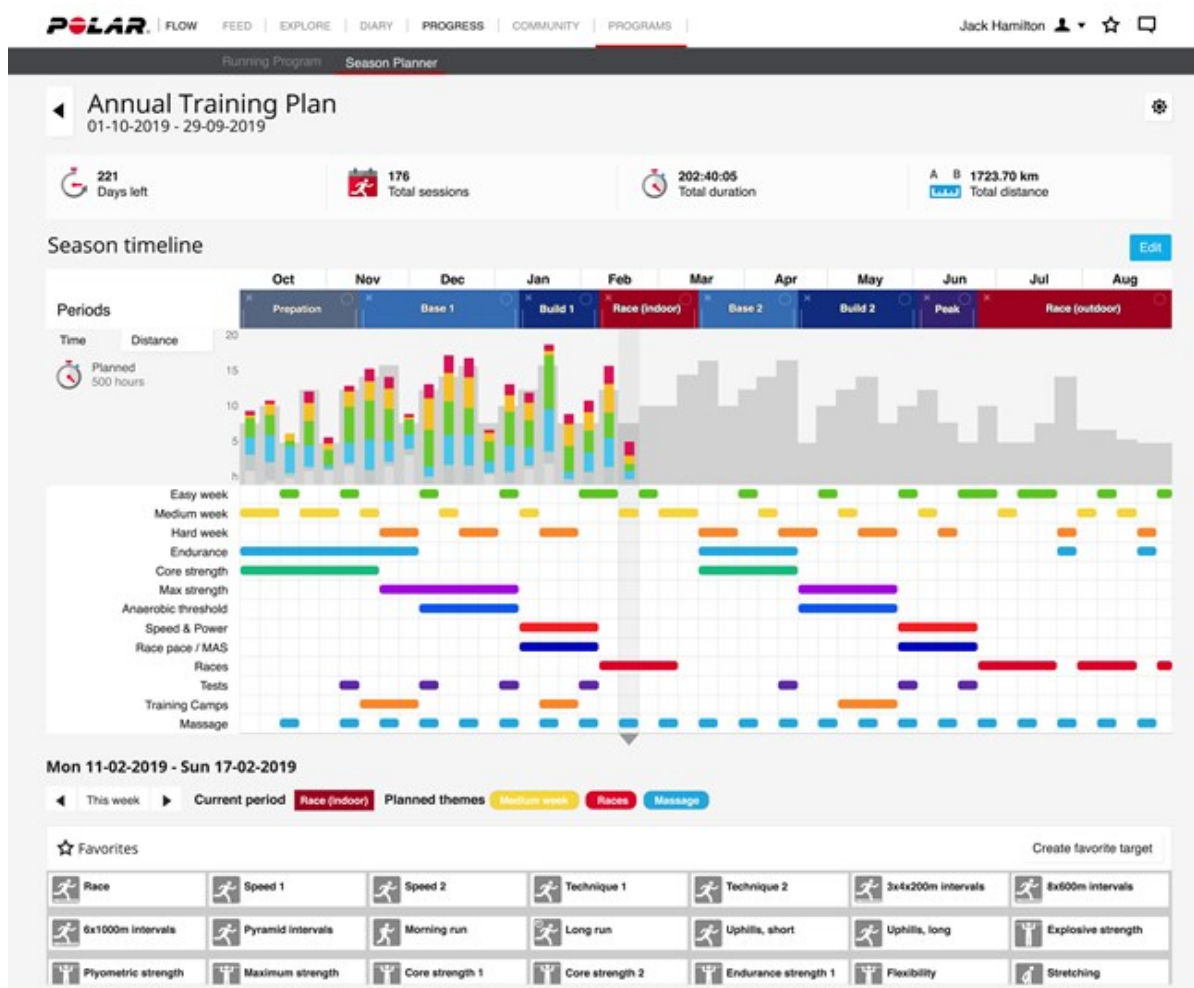 POLAR. FLOW FEED EXPLORE DIARY PROGRESS COMMUNITY PROGRAMS Jack Hamilton
Running Program Season Planner
Annual Training Plan
01-10-2019 - 29-09-2019
221 176 202:40:05 A B 1723.70 km
Days left Total sessions Total duration Total distance
Season timeline Edit
Oct Nov Dec Jan Feb Mar Apr May Jun Jul Aug
Periods Prepation Base 1 Build 1 Race (indoor) Base 2 Build 2 Peak Race (outdoor)
Time Distance 20
Planned 15
500 hours
10
5
h
Easy week
Medium week
Hard week
Endurance
Core strength
Max strength
Anaerobic threshold
Speed & Power
Race pace / MAS
Races
Tests
Training Camps
Massage
Mon 11-02-2019 - Sun 17-02-2019
This week Current period Race (indoor) Planned themes Medium week Races Massage
Favorites Create favorite target
Race Speed 1 Speed 2 Technique 1 Technique 2 3x4x200m intervals 8x600m intervals
6x1000m intervals Pyramid intervals Morning run Long run Uphills, short Uphills, long Explosive strength
Plyometric strength Maximum strength Core strength 1 Core strength 2 Endurance strength 1 Flexibility Stretching